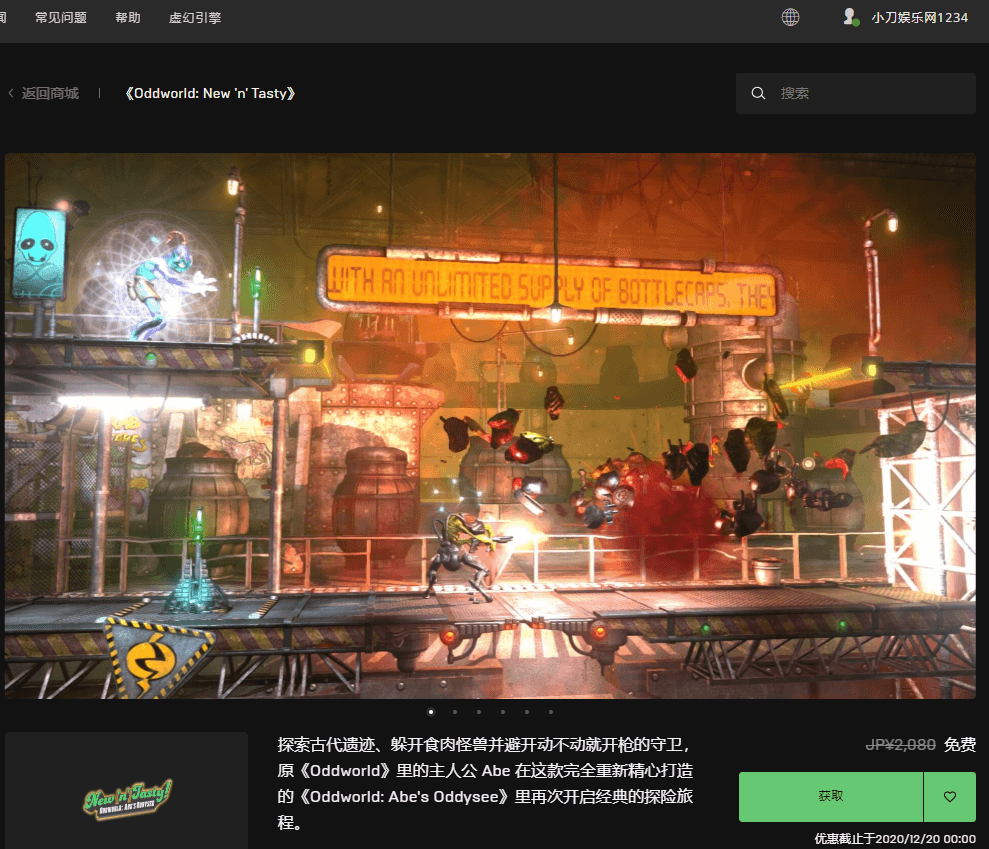 常见问题 帮助 虚幻引擎 小刀娱乐网1234
返回商城 《Oddworld: New 'n' Tasty》 搜索
WITH AN UNLIMITED SUPPLY OF BOTTLECAPS, THEY
探索古代遗迹、躲开食肉怪兽并避开动不动就开枪的守卫，
原《Oddworld》里的主人公 Abe 在这款完全重新精心打造
的《Oddworld: Abe's Oddysee》里再次开启经典的探险旅
程。
JP¥2,080 免费
New 'n' Tasty!
ODDWORLD: ABE'S ODDYSEE
获取
优惠截止于2020/12/20 00:00